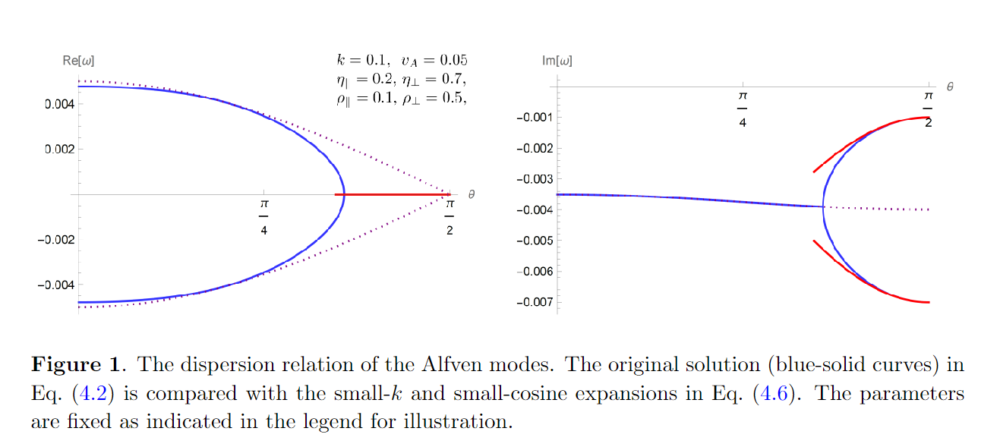 Re[ω]
k = 0.1, v_A = 0.05
η_∥ = 0.2, η_⊥ = 0.7,
ρ_∥ = 0.1, ρ_⊥ = 0.5,
0.004
0.002
−0.002
−0.004
π/4
π/2
θ
Im[ω]
π/4
π/2
θ
−0.001
−0.002
−0.003
−0.004
−0.005
−0.006
−0.007
Figure 1. The dispersion relation of the Alfven modes. The original solution (blue-solid curves) in
Eq. (4.2) is compared with the small-k and small-cosine expansions in Eq. (4.6). The parameters
are fixed as indicated in the legend for illustration.